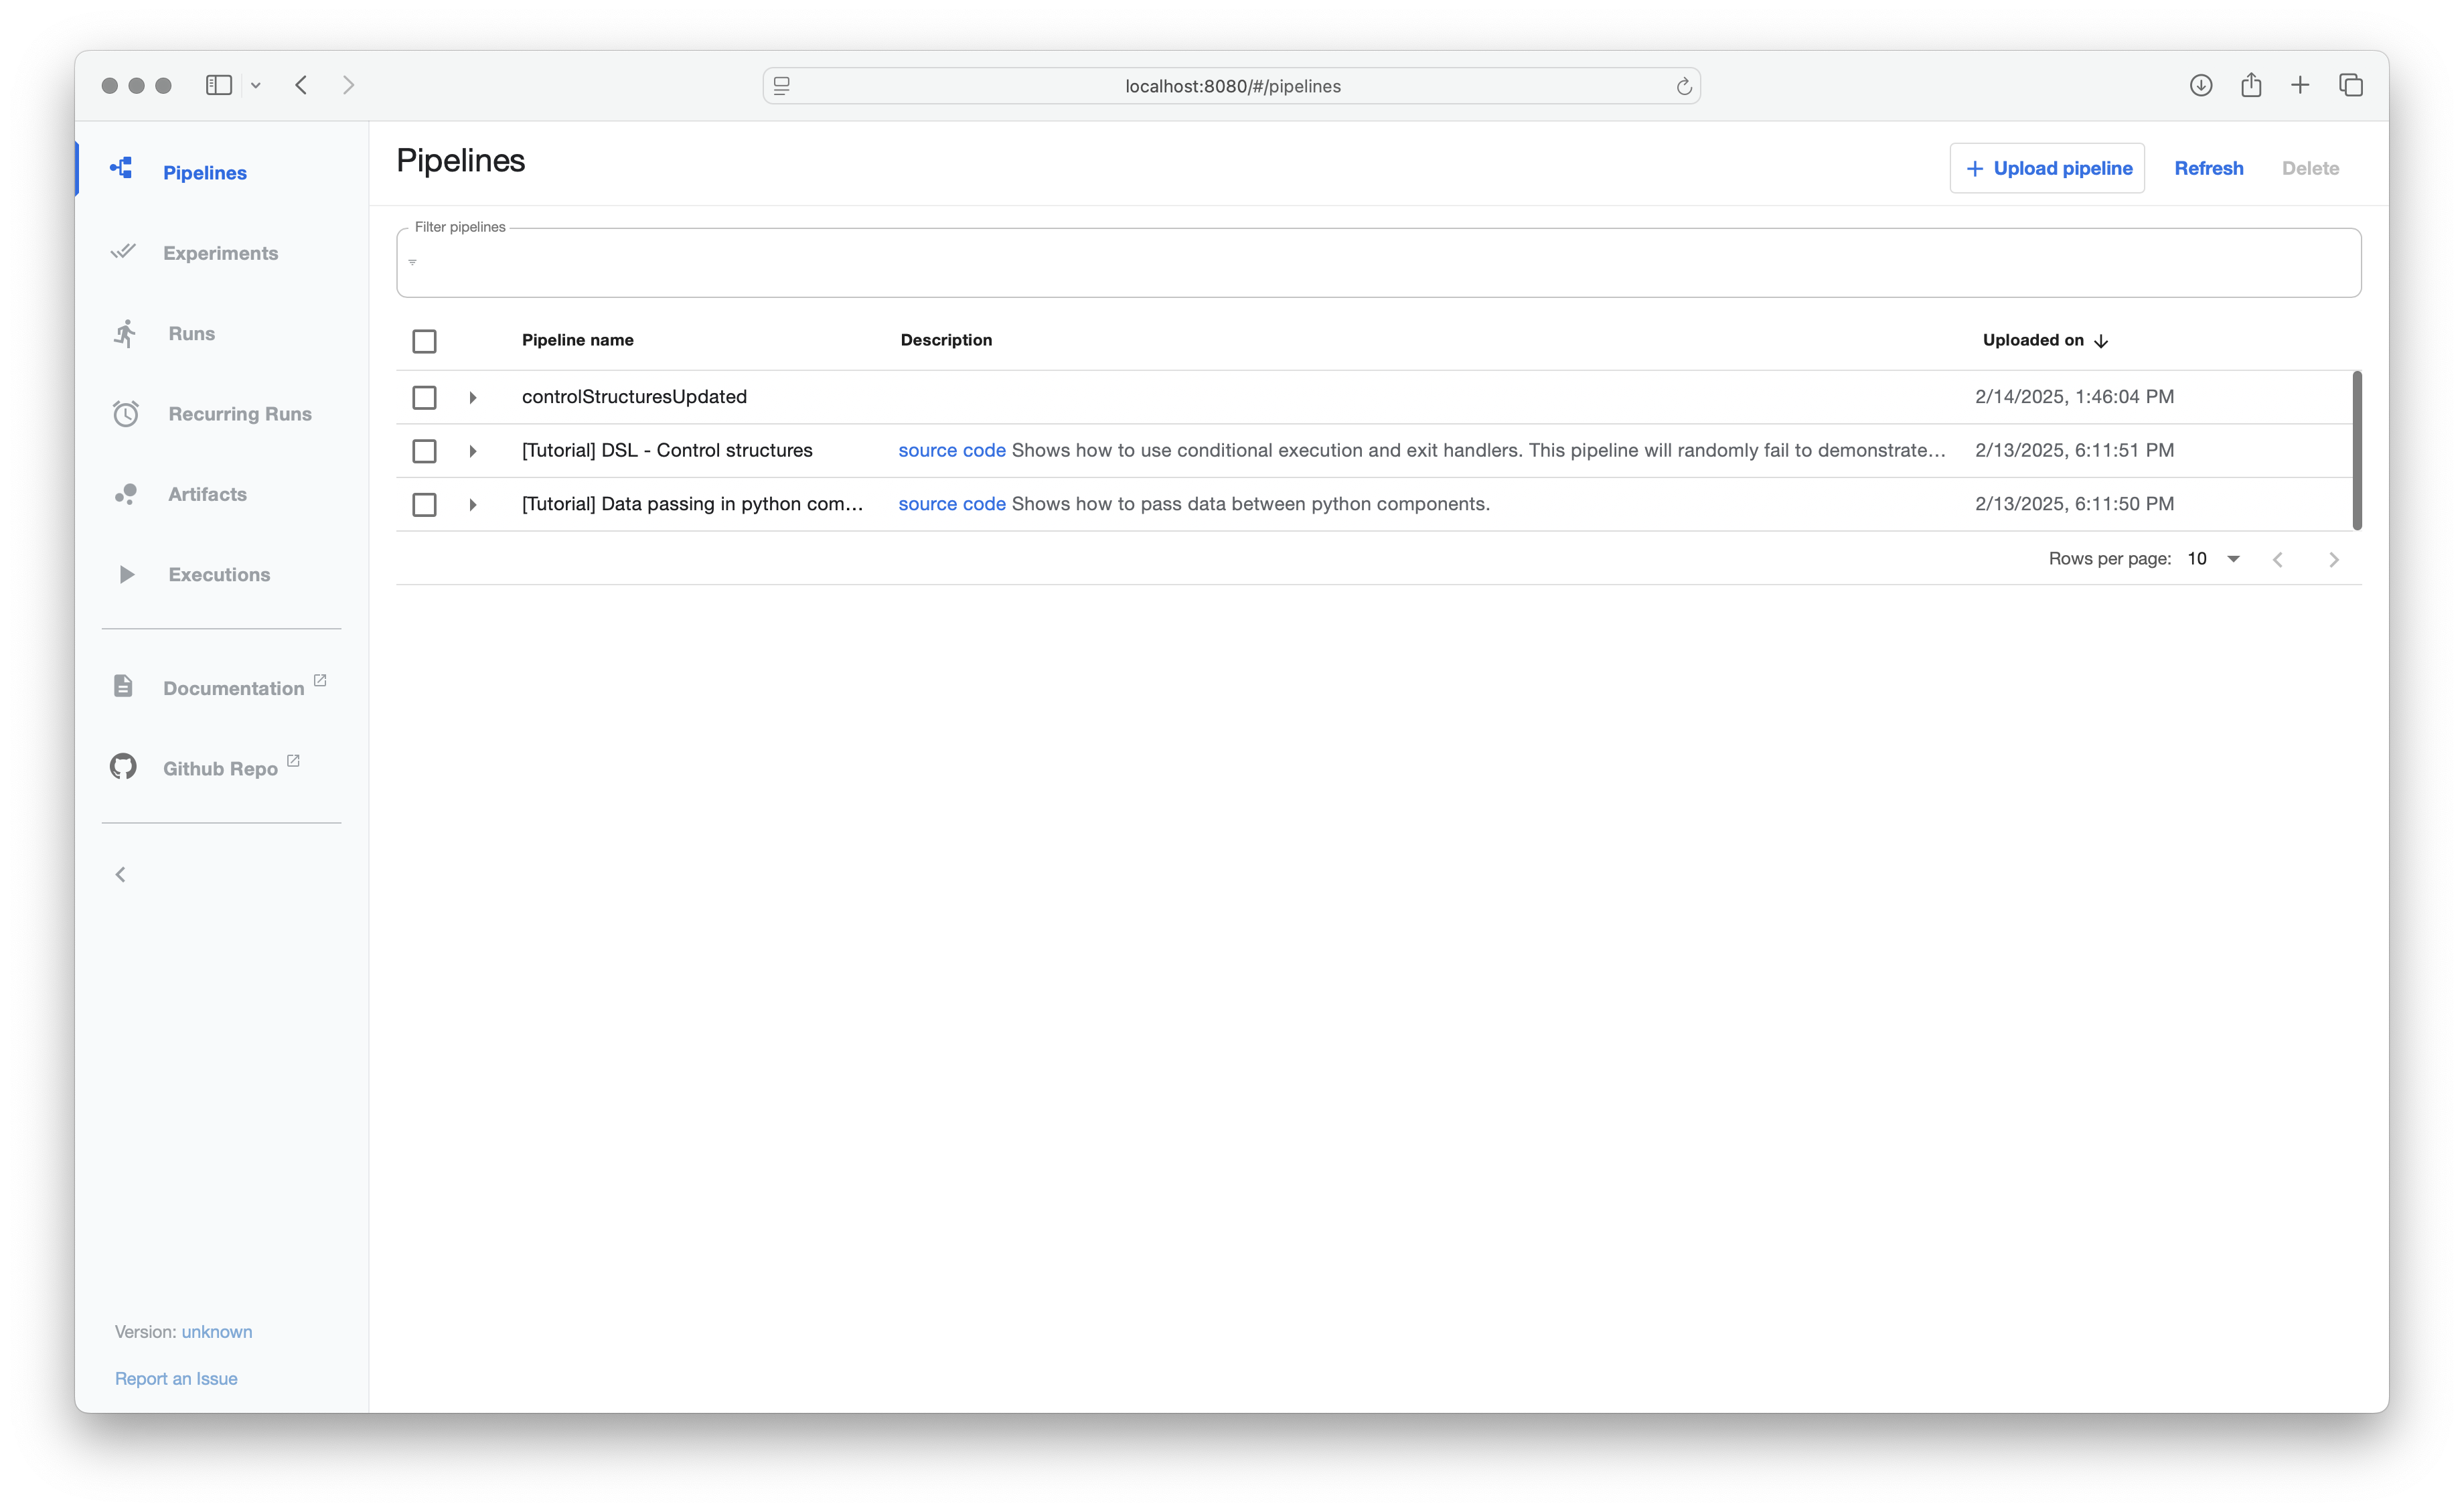 localhost:8080/#/pipelines
Pipelines
Experiments
Runs
Recurring Runs
Artifacts
Executions
Documentation
Github Repo
Version: unknown
Report an Issue
Pipelines
+ Upload pipeline Refresh Delete
Filter pipelines
Pipeline name Description Uploaded on
controlStructuresUpdated 2/14/2025, 1:46:04 PM
[Tutorial] DSL - Control structures source code Shows how to use conditional execution and exit handlers. This pipeline will randomly fail to demonstrate... 2/13/2025, 6:11:51 PM
[Tutorial] Data passing in python com... source code Shows how to pass data between python components. 2/13/2025, 6:11:50 PM
Rows per page: 10